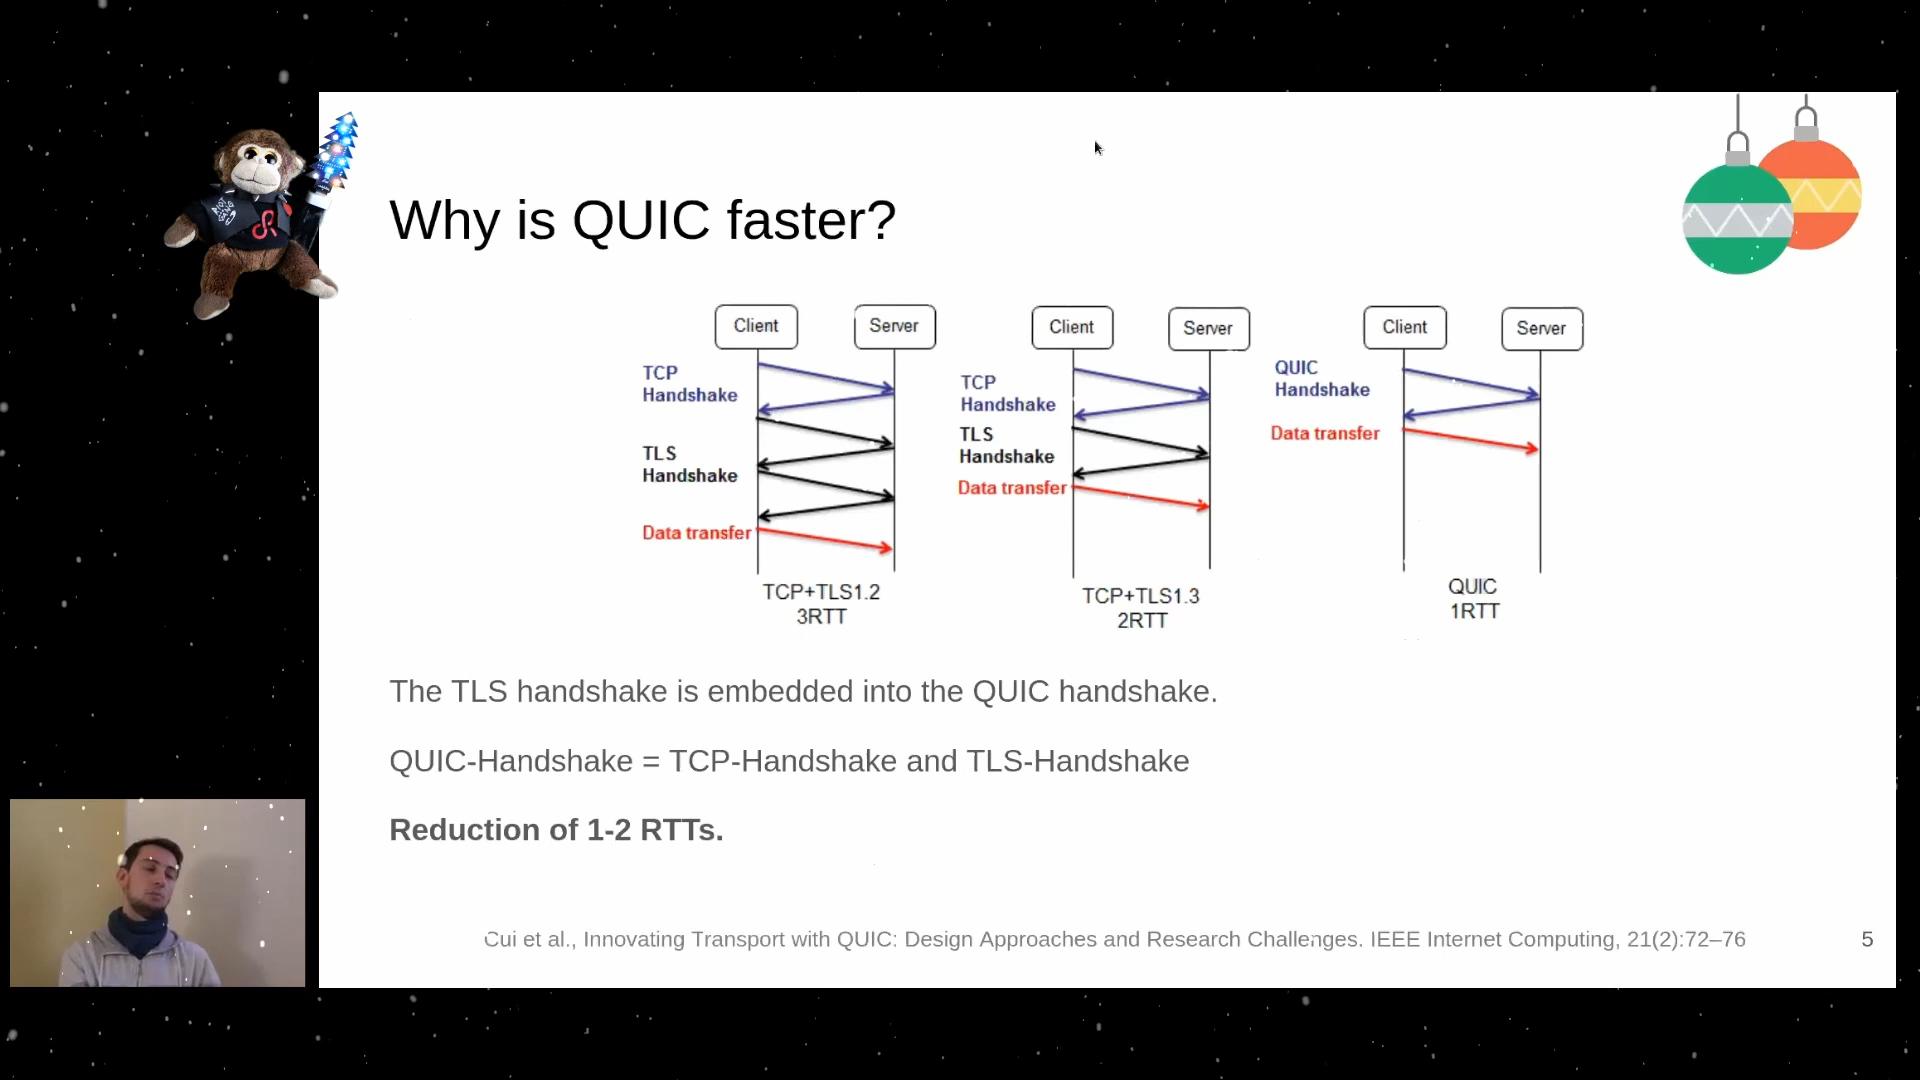 Why is QUIC faster?
Client
Server
TCP
Handshake
TLS
Handshake
Data transfer
TCP+TLS1.2
3RTT
Client
Server
TCP
Handshake
TLS
Handshake
Data transfer
TCP+TLS1.3
2RTT
Client
Server
QUIC
Handshake
Data transfer
QUIC
1RTT
The TLS handshake is embedded into the QUIC handshake.
QUIC-Handshake = TCP-Handshake and TLS-Handshake
Reduction of 1-2 RTTs.
Cui et al., Innovating Transport with QUIC: Design Approaches and Research Challenges. IEEE Internet Computing, 21(2):72–76
5